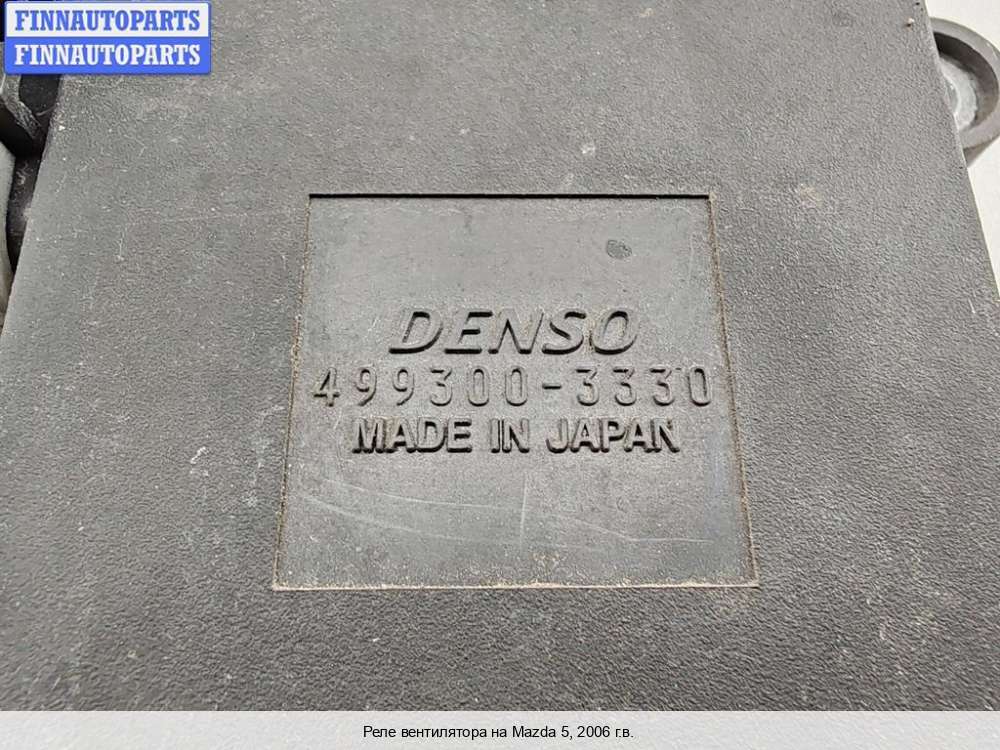 FINNAUTOPARTS
FINNAUTOPARTS
DENSO
499300-3330
MADE IN JAPAN
Реле вентилятора на Mazda 5, 2006 г.в.